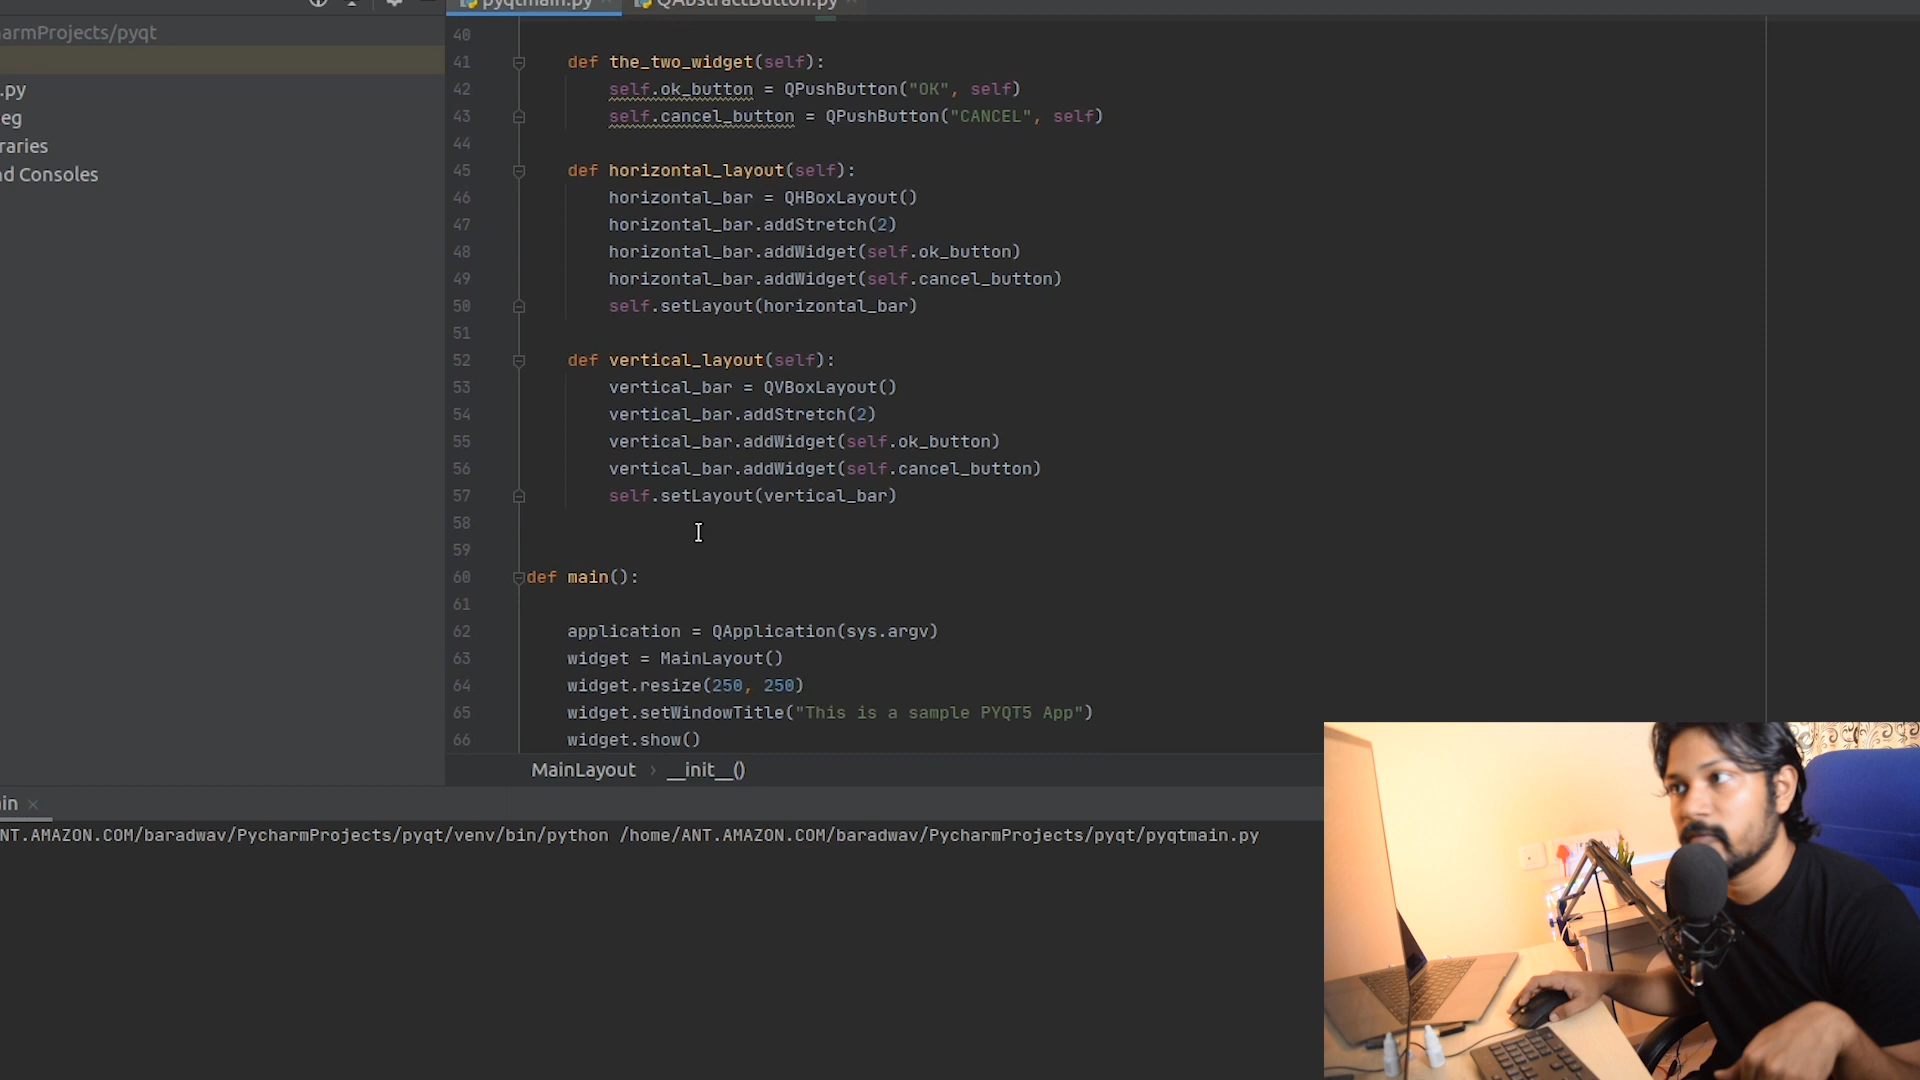 pyqtmain.py
QAbstractButton.py
armProjects/pyqt
.py
eg
raries
nd Consoles
40
41 def the_two_widget(self):
42 self.ok_button = QPushButton("OK", self)
43 self.cancel_button = QPushButton("CANCEL", self)
44
45 def horizontal_layout(self):
46 horizontal_bar = QHBoxLayout()
47 horizontal_bar.addStretch(2)
48 horizontal_bar.addWidget(self.ok_button)
49 horizontal_bar.addWidget(self.cancel_button)
50 self.setLayout(horizontal_bar)
51
52 def vertical_layout(self):
53 vertical_bar = QVBoxLayout()
54 vertical_bar.addStretch(2)
55 vertical_bar.addWidget(self.ok_button)
56 vertical_bar.addWidget(self.cancel_button)
57 self.setLayout(vertical_bar)
58
59
60 def main():
61
62 application = QApplication(sys.argv)
63 widget = MainLayout()
64 widget.resize(250, 250)
65 widget.setWindowTitle("This is a sample PYQT5 App")
66 widget.show()
MainLayout › __init__()
in ×
NT.AMAZON.COM/baradwav/PycharmProjects/pyqt/venv/bin/python /home/ANT.AMAZON.COM/baradwav/PycharmProjects/pyqt/pyqtmain.py